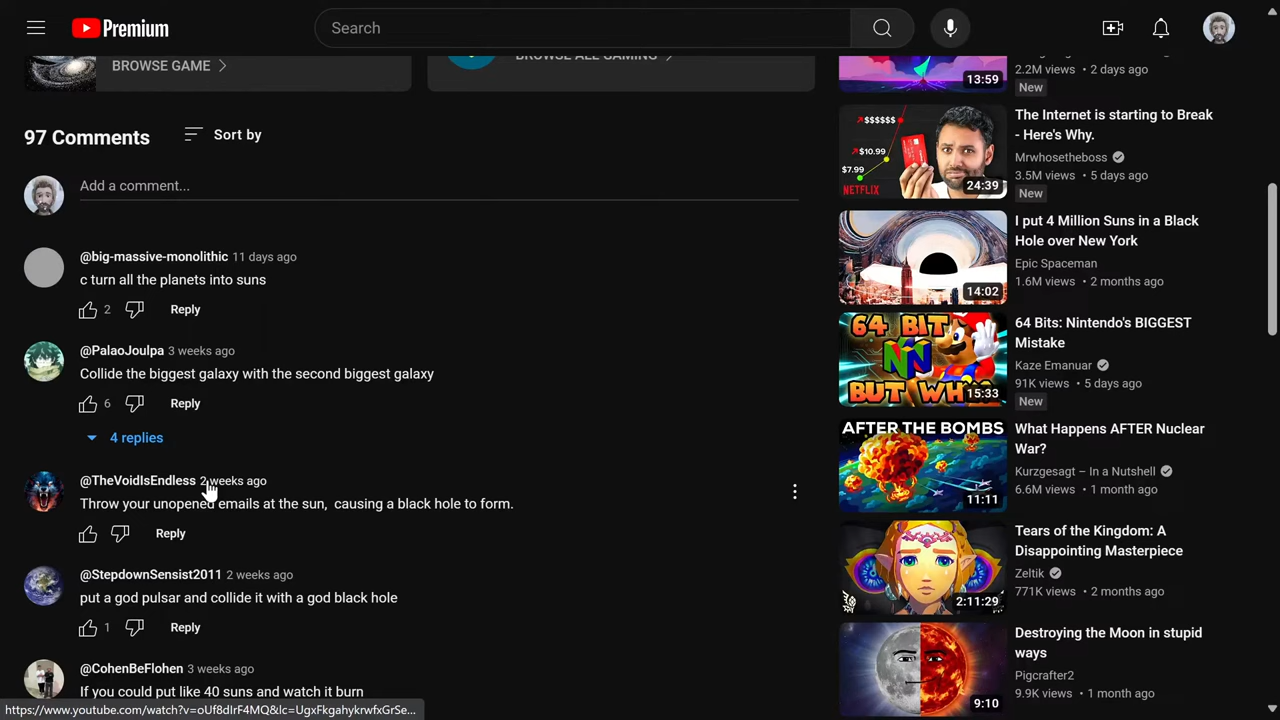 Premium
Search
BROWSE GAME
BROWSE ALL GAMING
97 Comments
Sort by
Add a comment...
@big-massive-monolithic 11 days ago
c turn all the planets into suns
2 Reply
@PalaoJoulpa 3 weeks ago
Collide the biggest galaxy with the second biggest galaxy
6 Reply
4 replies
@TheVoidIsEndless 2 weeks ago
Throw your unopened emails at the sun, causing a black hole to form.
Reply
@StepdownSensist2011 2 weeks ago
put a god pulsar and collide it with a god black hole
1 Reply
@CohenBeFlohen 3 weeks ago
If you could put like 40 suns and watch it burn
https://www.youtube.com/watch?v=oUf8dIrF4MQ&lc=UgxFkgahykrwfxGrSe...
13:59
2.2M views • 2 days ago
New
$$$$$$
$10.99
$7.99
NETFLIX
24:39
The Internet is starting to Break
- Here's Why.
Mrwhosetheboss
3.5M views • 5 days ago
New
14:02
I put 4 Million Suns in a Black
Hole over New York
Epic Spaceman
1.6M views • 2 months ago
64 BIT
BUT WHY
15:33
64 Bits: Nintendo's BIGGEST
Mistake
Kaze Emanuar
91K views • 5 days ago
New
AFTER THE BOMBS
11:11
What Happens AFTER Nuclear
War?
Kurzgesagt – In a Nutshell
6.6M views • 1 month ago
2:11:29
Tears of the Kingdom: A
Disappointing Masterpiece
Zeltik
771K views • 2 months ago
9:10
Destroying the Moon in stupid
ways
Pigcrafter2
9.9K views • 1 month ago